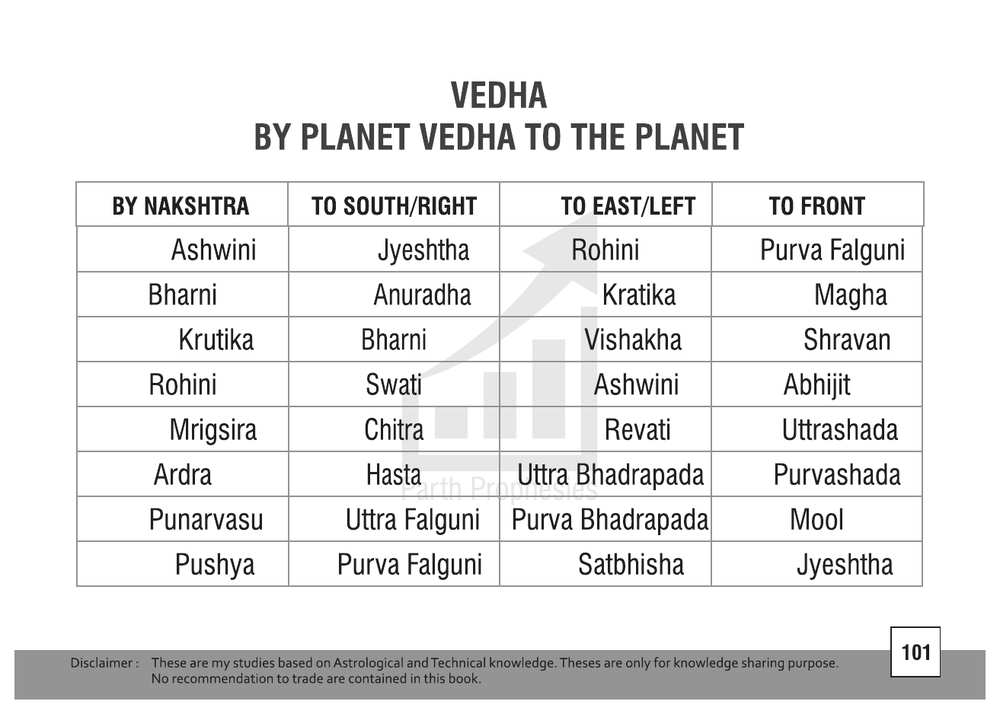 VEDHA
BY PLANET VEDHA TO THE PLANET
BY NAKSHTRA TO SOUTH/RIGHT TO EAST/LEFT TO FRONT
Ashwini Jyeshtha Rohini Purva Falguni
Bharni Anuradha Kratika Magha
Krutika Bharni Vishakha Shravan
Rohini Swati Ashwini Abhijit
Mrigsira Chitra Revati Uttrashada
Ardra Hasta Uttra Bhadrapada Purvashada
Parth Prophesies
Punarvasu Uttra Falguni Purva Bhadrapada Mool
Pushya Purva Falguni Satbhisha Jyeshtha
Disclaimer : These are my studies based on Astrological and Technical knowledge. Theses are only for knowledge sharing purpose.
No recommendation to trade are contained in this book.
101